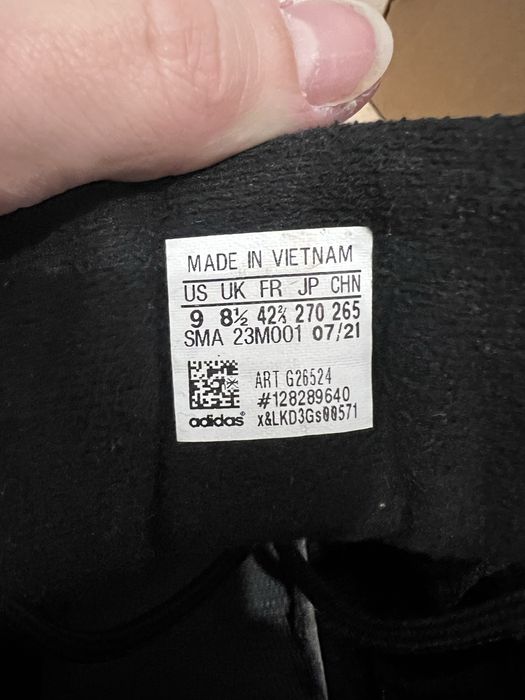 MADE IN VIETNAM
US UK FR JP CHN
9 8½ 42⅔ 270 265
SMA 23M001 07/21
ART G26524
#128289640
adidas® x&LKD3Gs00571